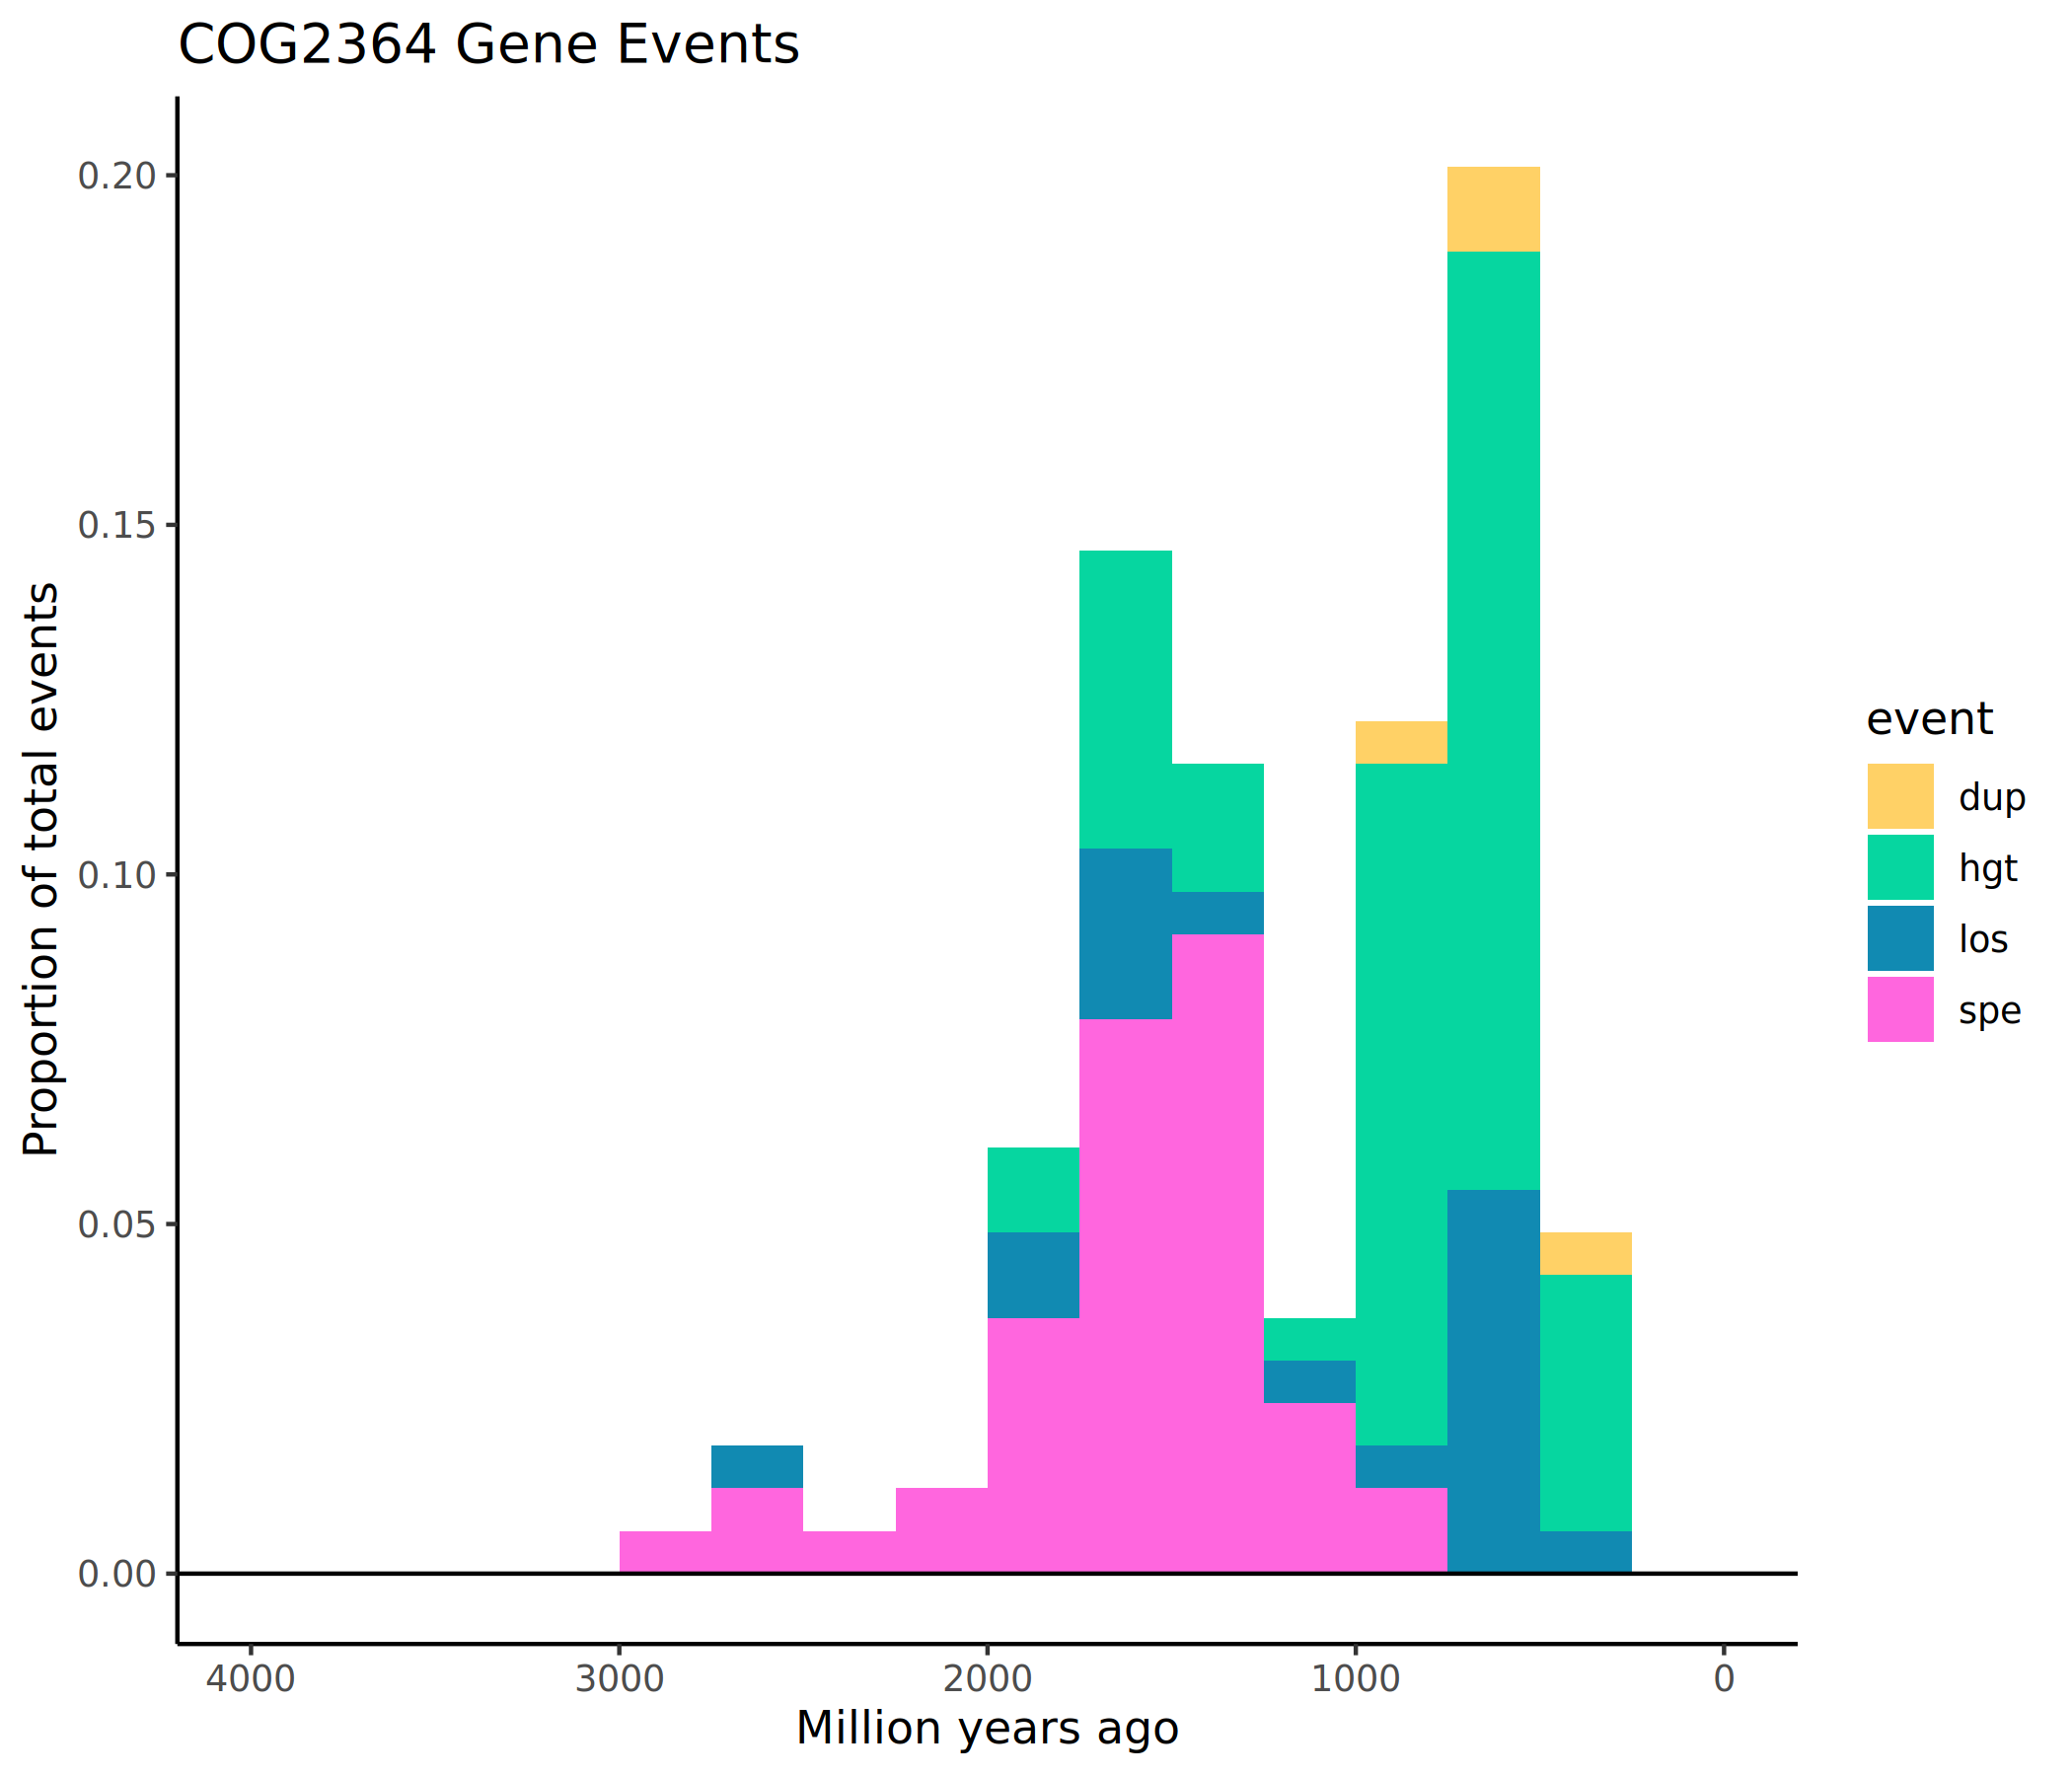 COG2364 Gene Events
Proportion of total events
0.20
0.15
0.10
0.05
0.00
4000 3000 2000 1000 0
Million years ago
event
dup
hgt
los
spe